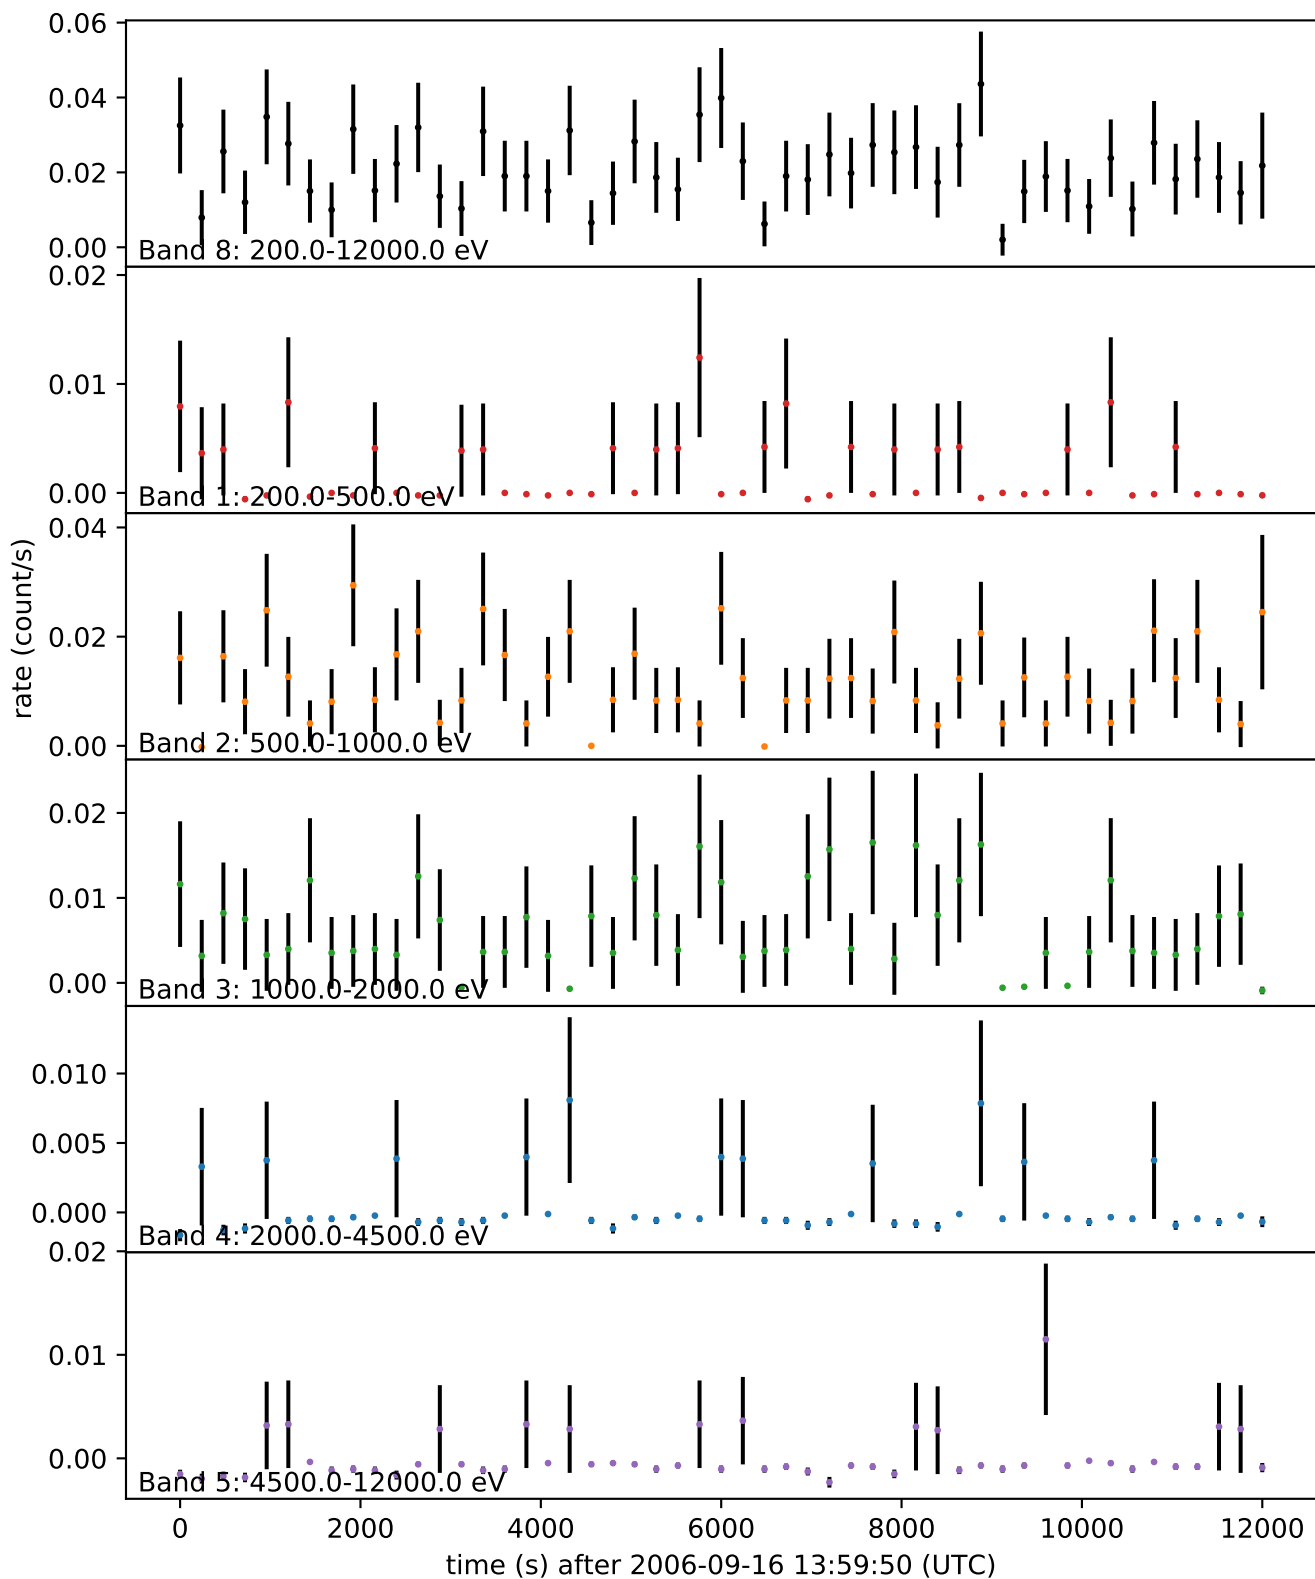 0.06
0.04
0.02
0.00
Band 8: 200.0-12000.0 eV
0.02
0.01
0.00
Band 1: 200.0-500.0 eV
0.04
0.02
0.00
Band 2: 500.0-1000.0 eV
rate (count/s)
0.02
0.01
0.00
Band 3: 1000.0-2000.0 eV
0.010
0.005
0.000
Band 4: 2000.0-4500.0 eV
0.02
0.01
0.00
Band 5: 4500.0-12000.0 eV
0 2000 4000 6000 8000 10000 12000
time (s) after 2006-09-16 13:59:50 (UTC)